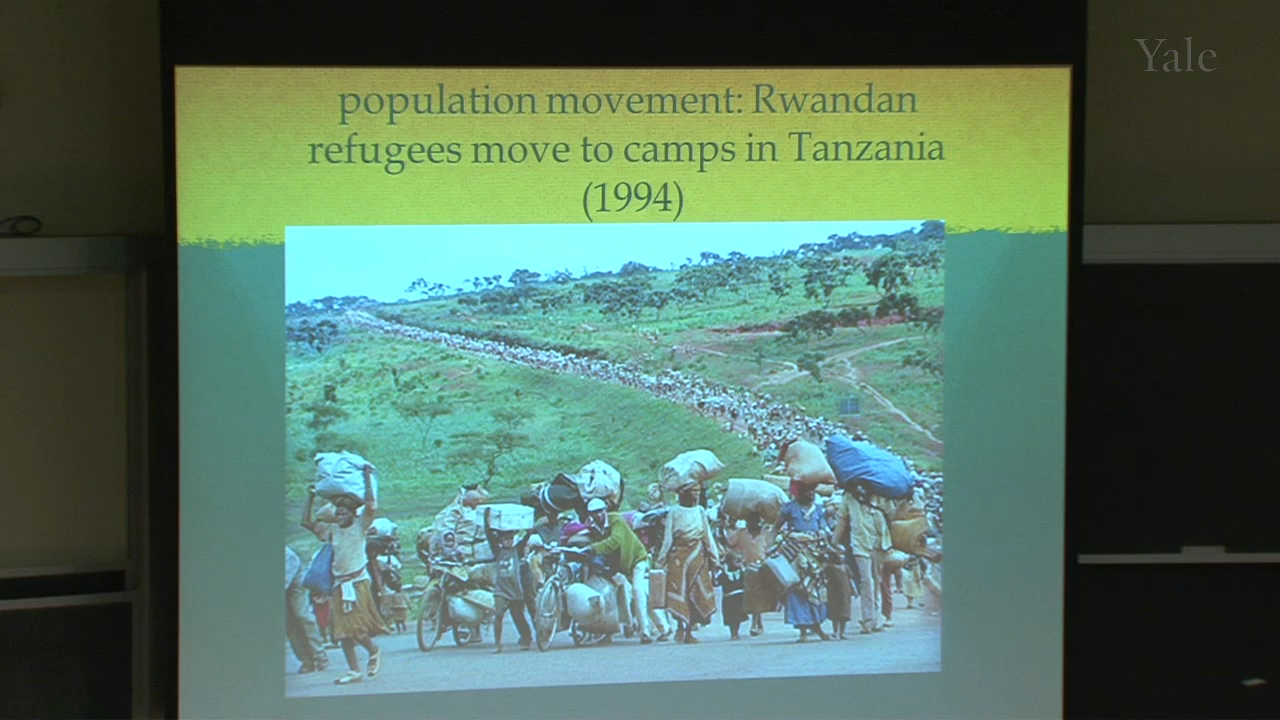 Yale
population movement: Rwandan
refugees move to camps in Tanzania
(1994)